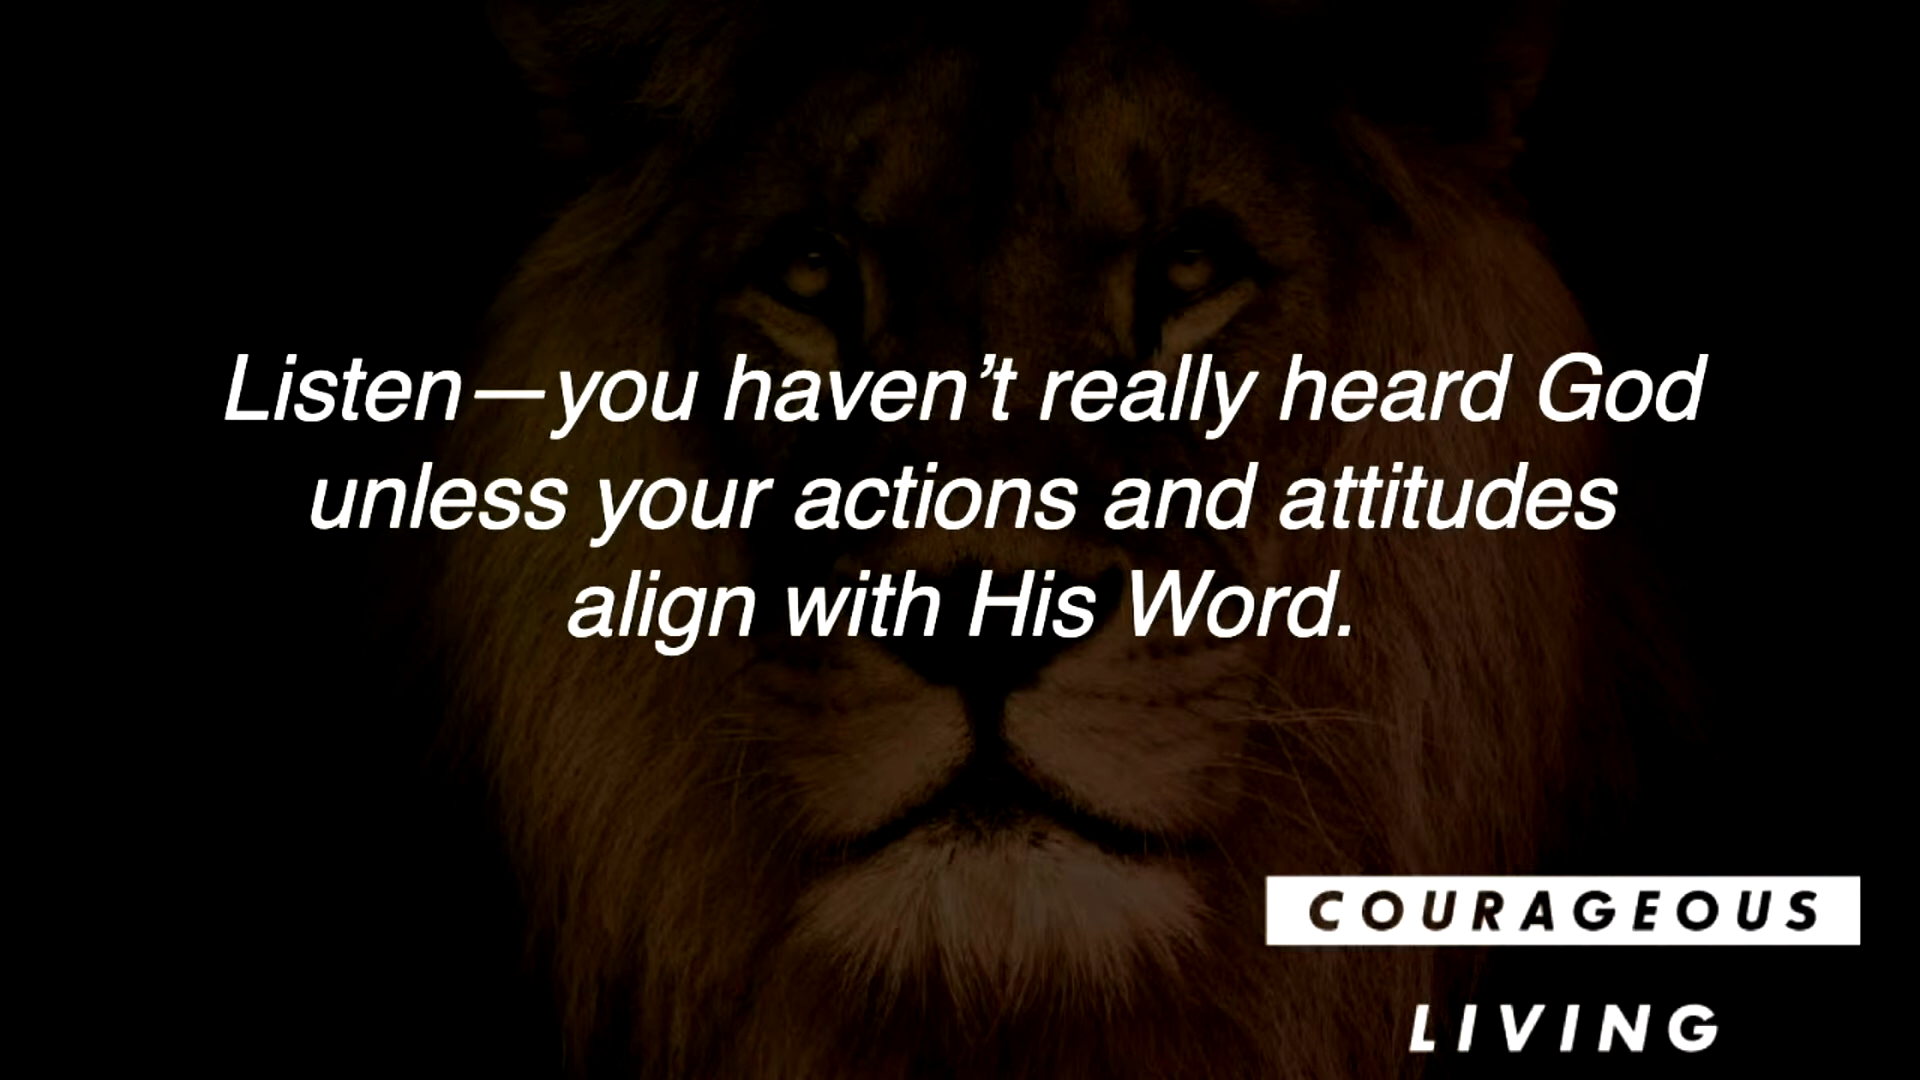 Listen—you haven’t really heard God
unless your actions and attitudes
align with His Word.
COURAGEOUS
LIVING